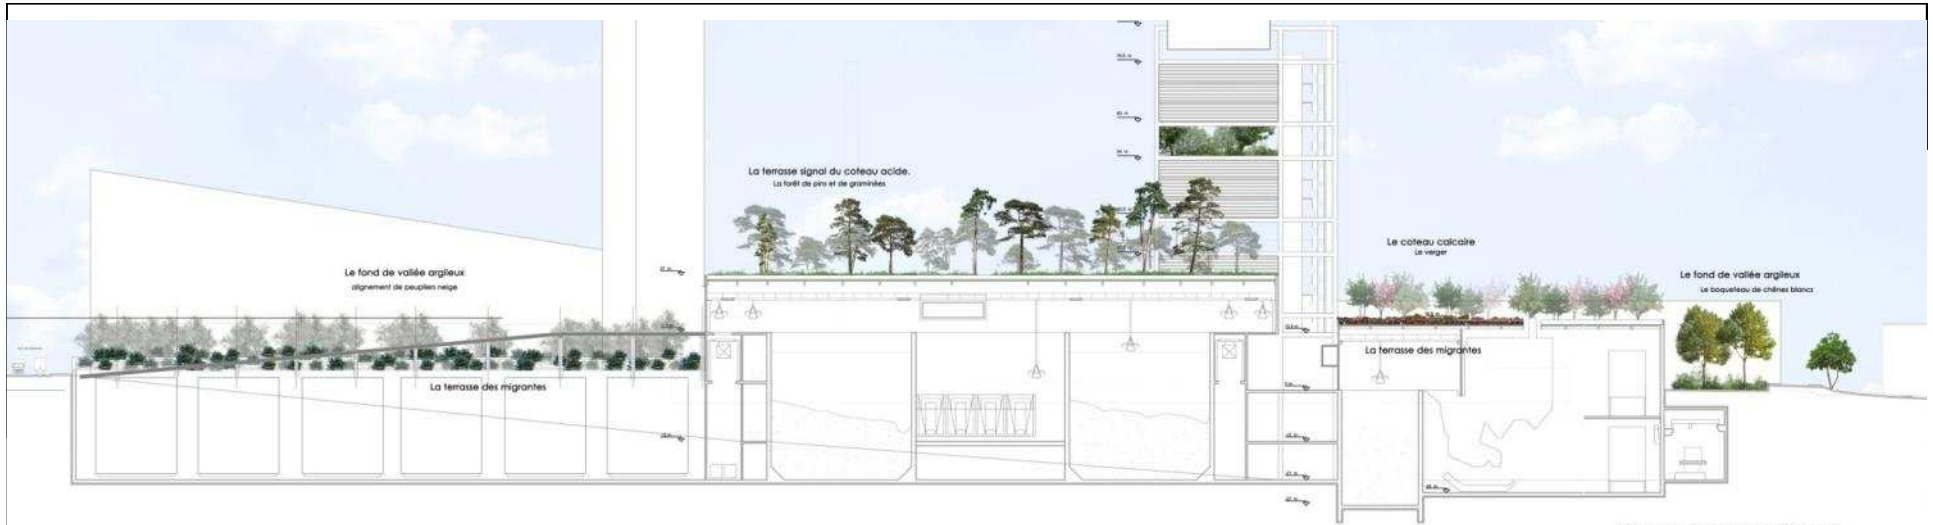 La terrasse signal du coteau acide.
La forêt de pins et de graminées
Le coteau calcaire
Le verger
Le fond de vallée argileux
alignement de peuplien neige
Le fond de vallée argileux
Le boqueteau de chênes blancs
La terrasse des migrantes
La terrasse des migrantes